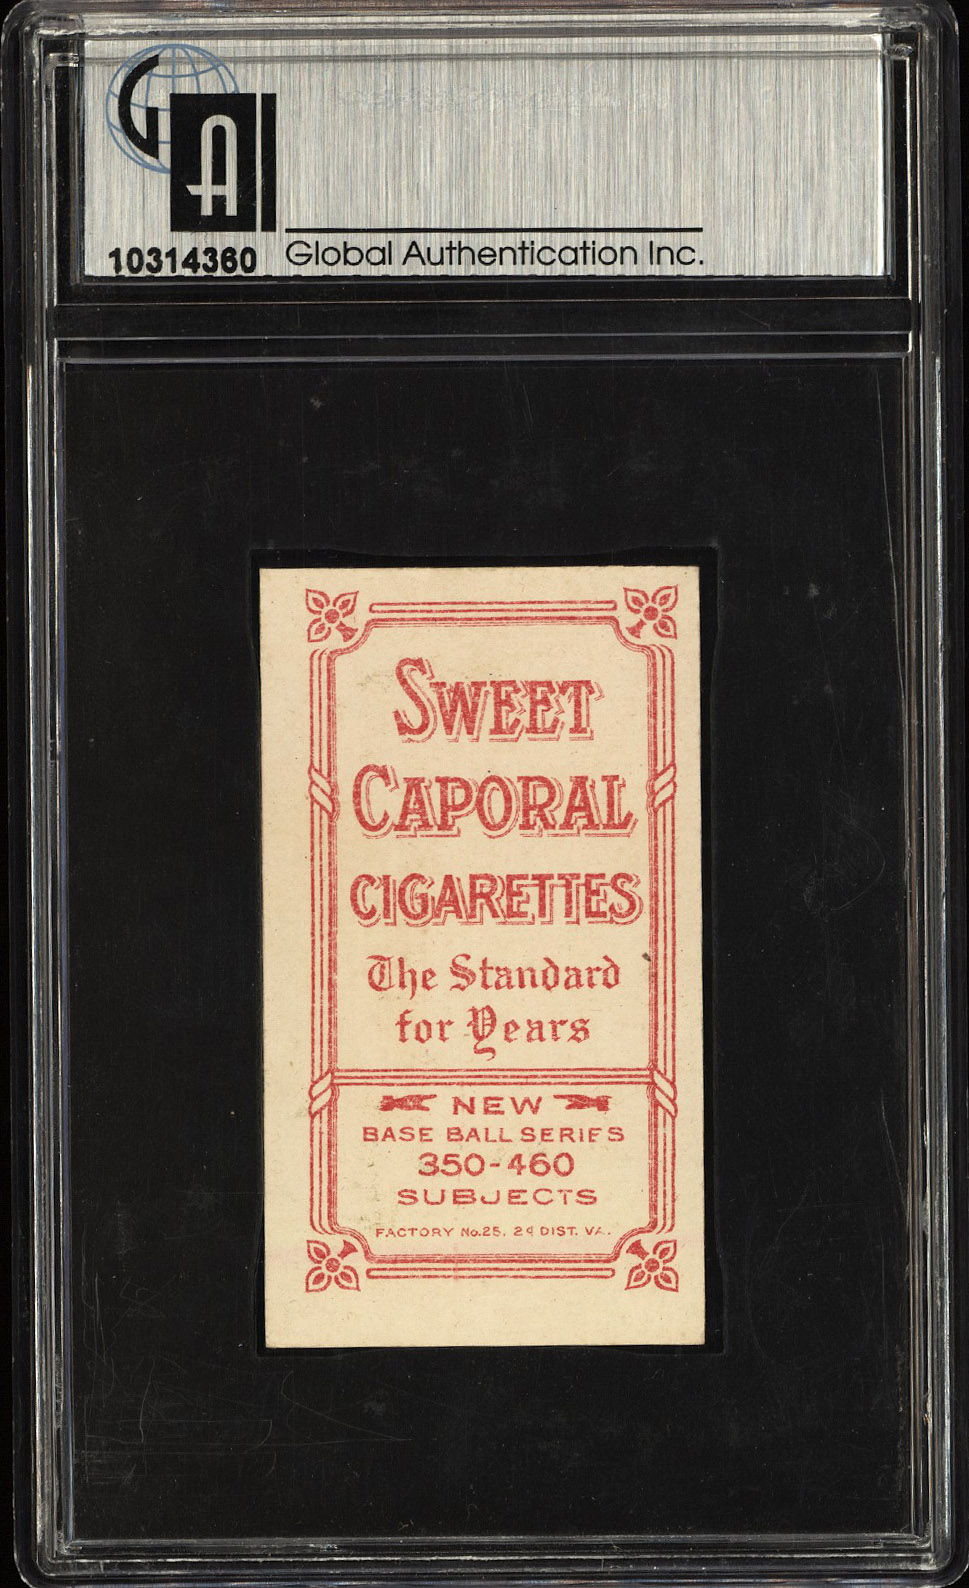 GA
10314360
Global Authentication Inc.
SWEET
CAPORAL
CIGARETTES
The Standard
for Years
NEW
BASE BALL SERIES
350-460
SUBJECTS
FACTORY No. 25, 2d DIST. VA.